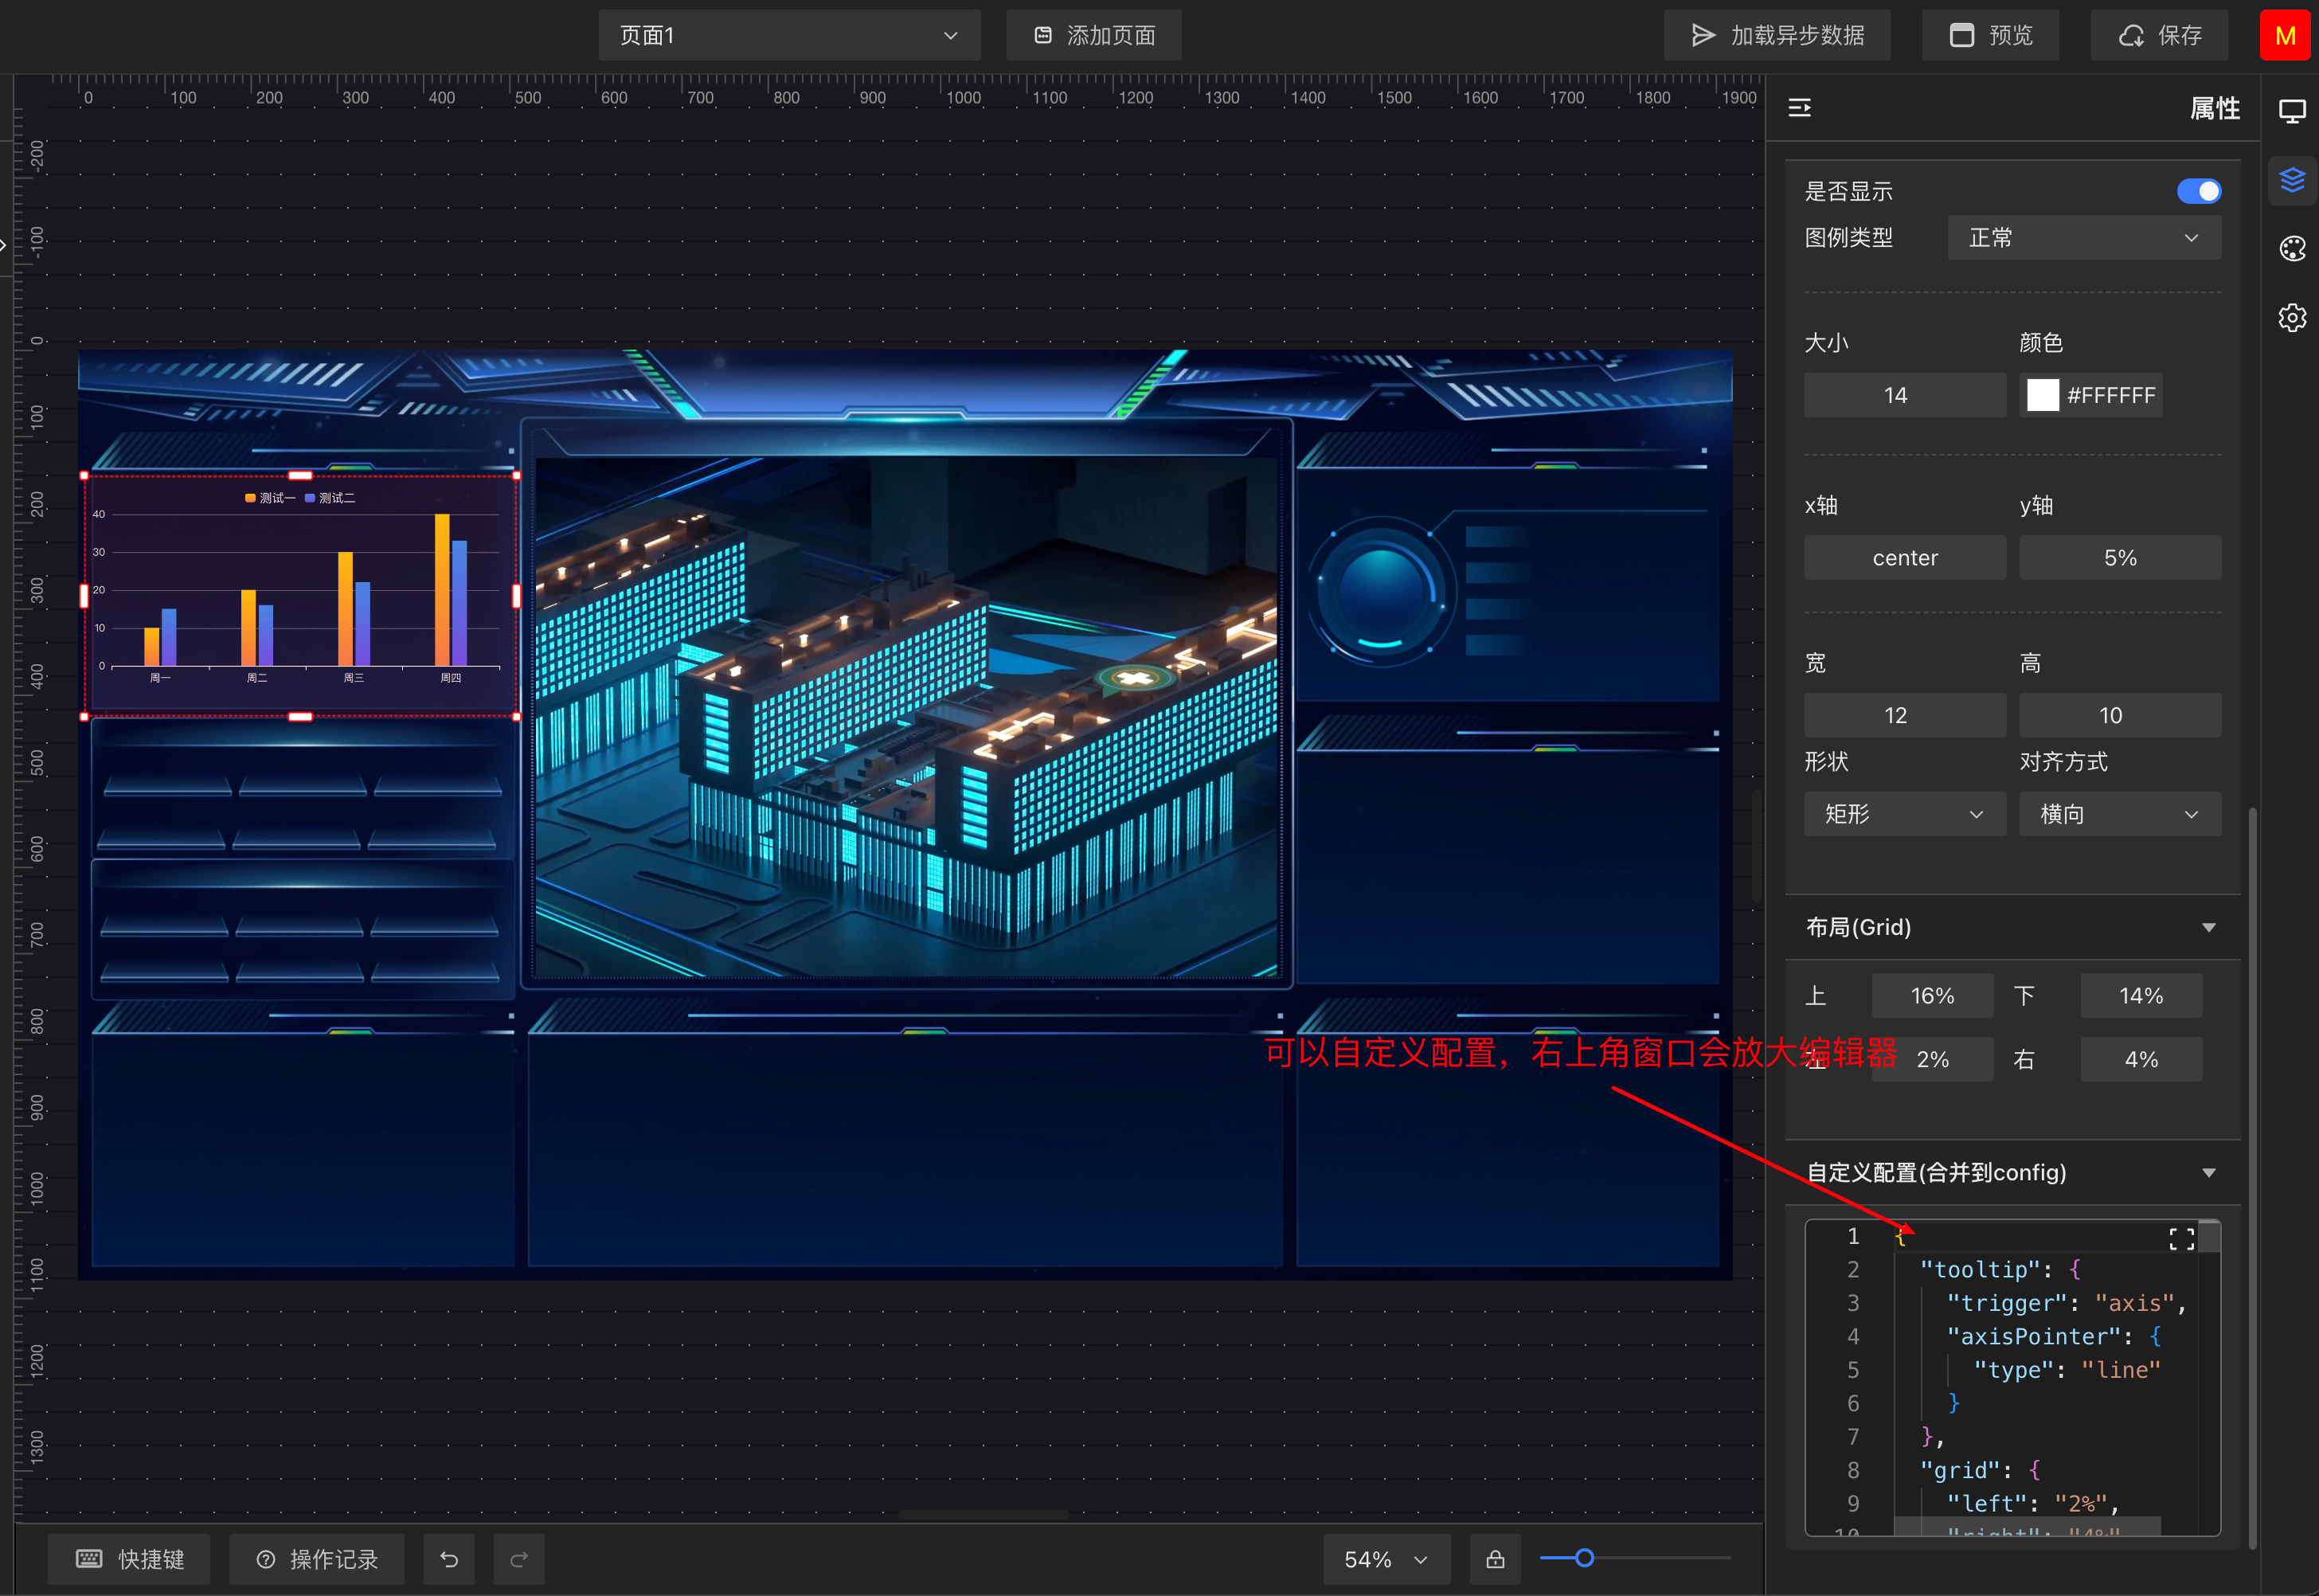 页面1
添加页面
加载异步数据
预览
保存
M
0 100 200 300 400 500 600 700 800 900 1000 1100 1200 1300 1400 1500 1600 1700 1800 1900
-200
-100
0
100
200
300
400
500
600
700
800
900
1000
1100
1200
1300
测试一 测试二
40
30
20
10
0
周一 周二 周三 周四
属性
是否显示
图例类型 正常
大小 颜色
14 #FFFFFF
x轴 y轴
center 5%
宽 高
12 10
形状 对齐方式
矩形 横向
布局(Grid)
上 16% 下 14%
可以自定义配置，右上角窗口会放大编辑器
2% 右 4%
自定义配置(合并到config)
1 {
2 "tooltip": {
3 "trigger": "axis",
4 "axisPointer": {
5 "type": "line"
6 }
7 },
8 "grid": {
9 "left": "2%",
10 "right": "4%"
快捷键
操作记录
54%